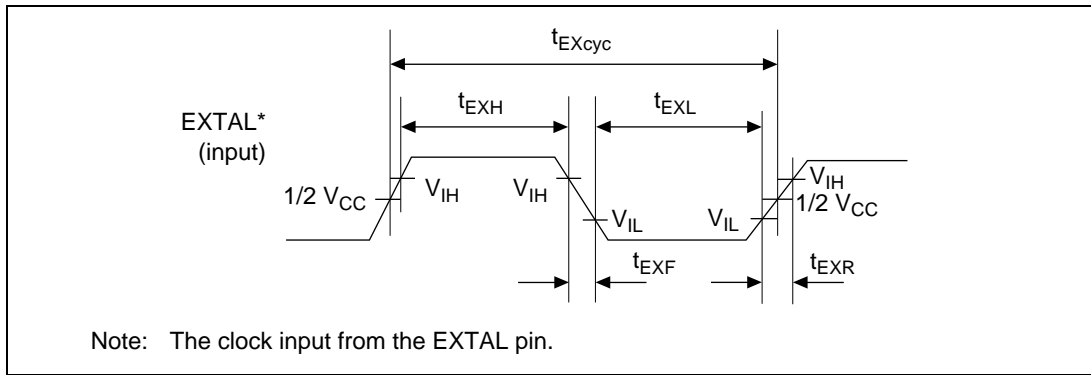 tEXcyc
tEXH tEXL
EXTAL*
(input)
VIH VIH VIH
1/2 VCC 1/2 VCC
VIL VIL
tEXF tEXR
Note: The clock input from the EXTAL pin.